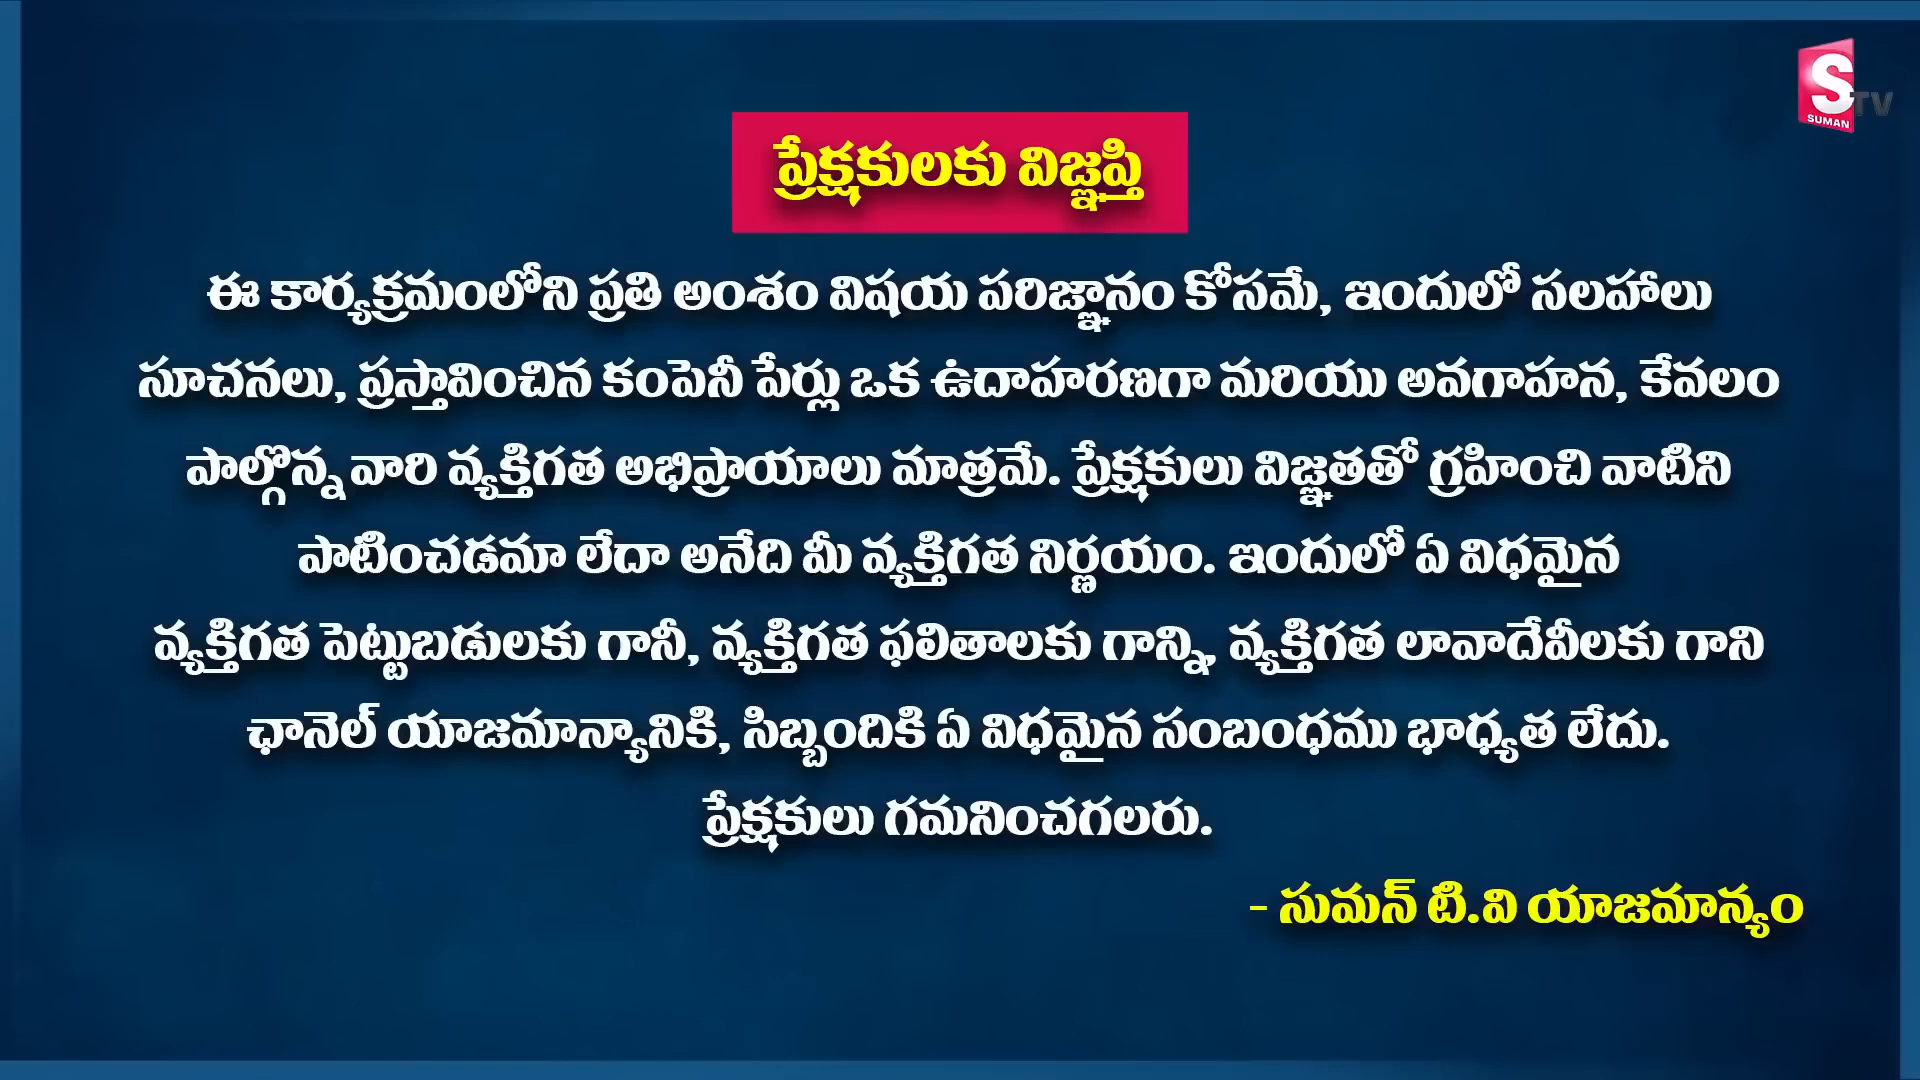 S TV
SUMAN
ప్రేక్షకులకు విజ్ఞప్తి
ఈ కార్యక్రమంలోని ప్రతి అంశం విషయ పరిజ్ఞానం కోసమే, ఇందులో సలహాలు
సూచనలు, ప్రస్తావించిన కంపెనీ పేర్లు ఒక ఉదాహరణగా మరియు అవగాహన, కేవలం
పాల్గొన్న వారి వ్యక్తిగత అభిప్రాయాలు మాత్రమే. ప్రేక్షకులు విజ్ఞతతో గ్రహించి వాటిని
పాటించడమా లేదా అనేది మీ వ్యక్తిగత నిర్ణయం. ఇందులో ఏ విధమైన
వ్యక్తిగత పెట్టుబడులకు గానీ, వ్యక్తిగత ఫలితాలకు గాన్ని, వ్యక్తిగత లావాదేవీలకు గాని
ఛానెల్ యాజమాన్యానికి, సిబ్బందికి ఏ విధమైన సంబంధము భాధ్యత లేదు.
ప్రేక్షకులు గమనించగలరు.
- సుమన్ టి.వి యాజమాన్యం